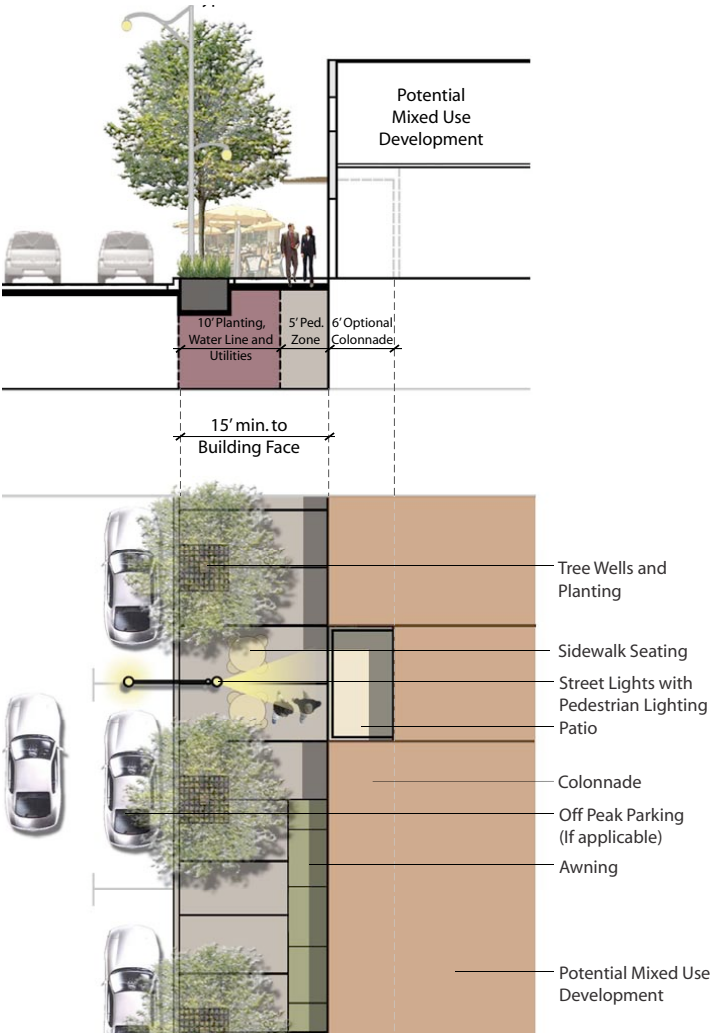 Potential
Mixed Use
Development
10' Planting,
Water Line and
Utilities
5' Ped.
Zone
6' Optional
Colonnade
15' min. to
Building Face
Tree Wells and
Planting
Sidewalk Seating
Street Lights with
Pedestrian Lighting
Patio
Colonnade
Off Peak Parking
(If applicable)
Awning
Potential Mixed Use
Development